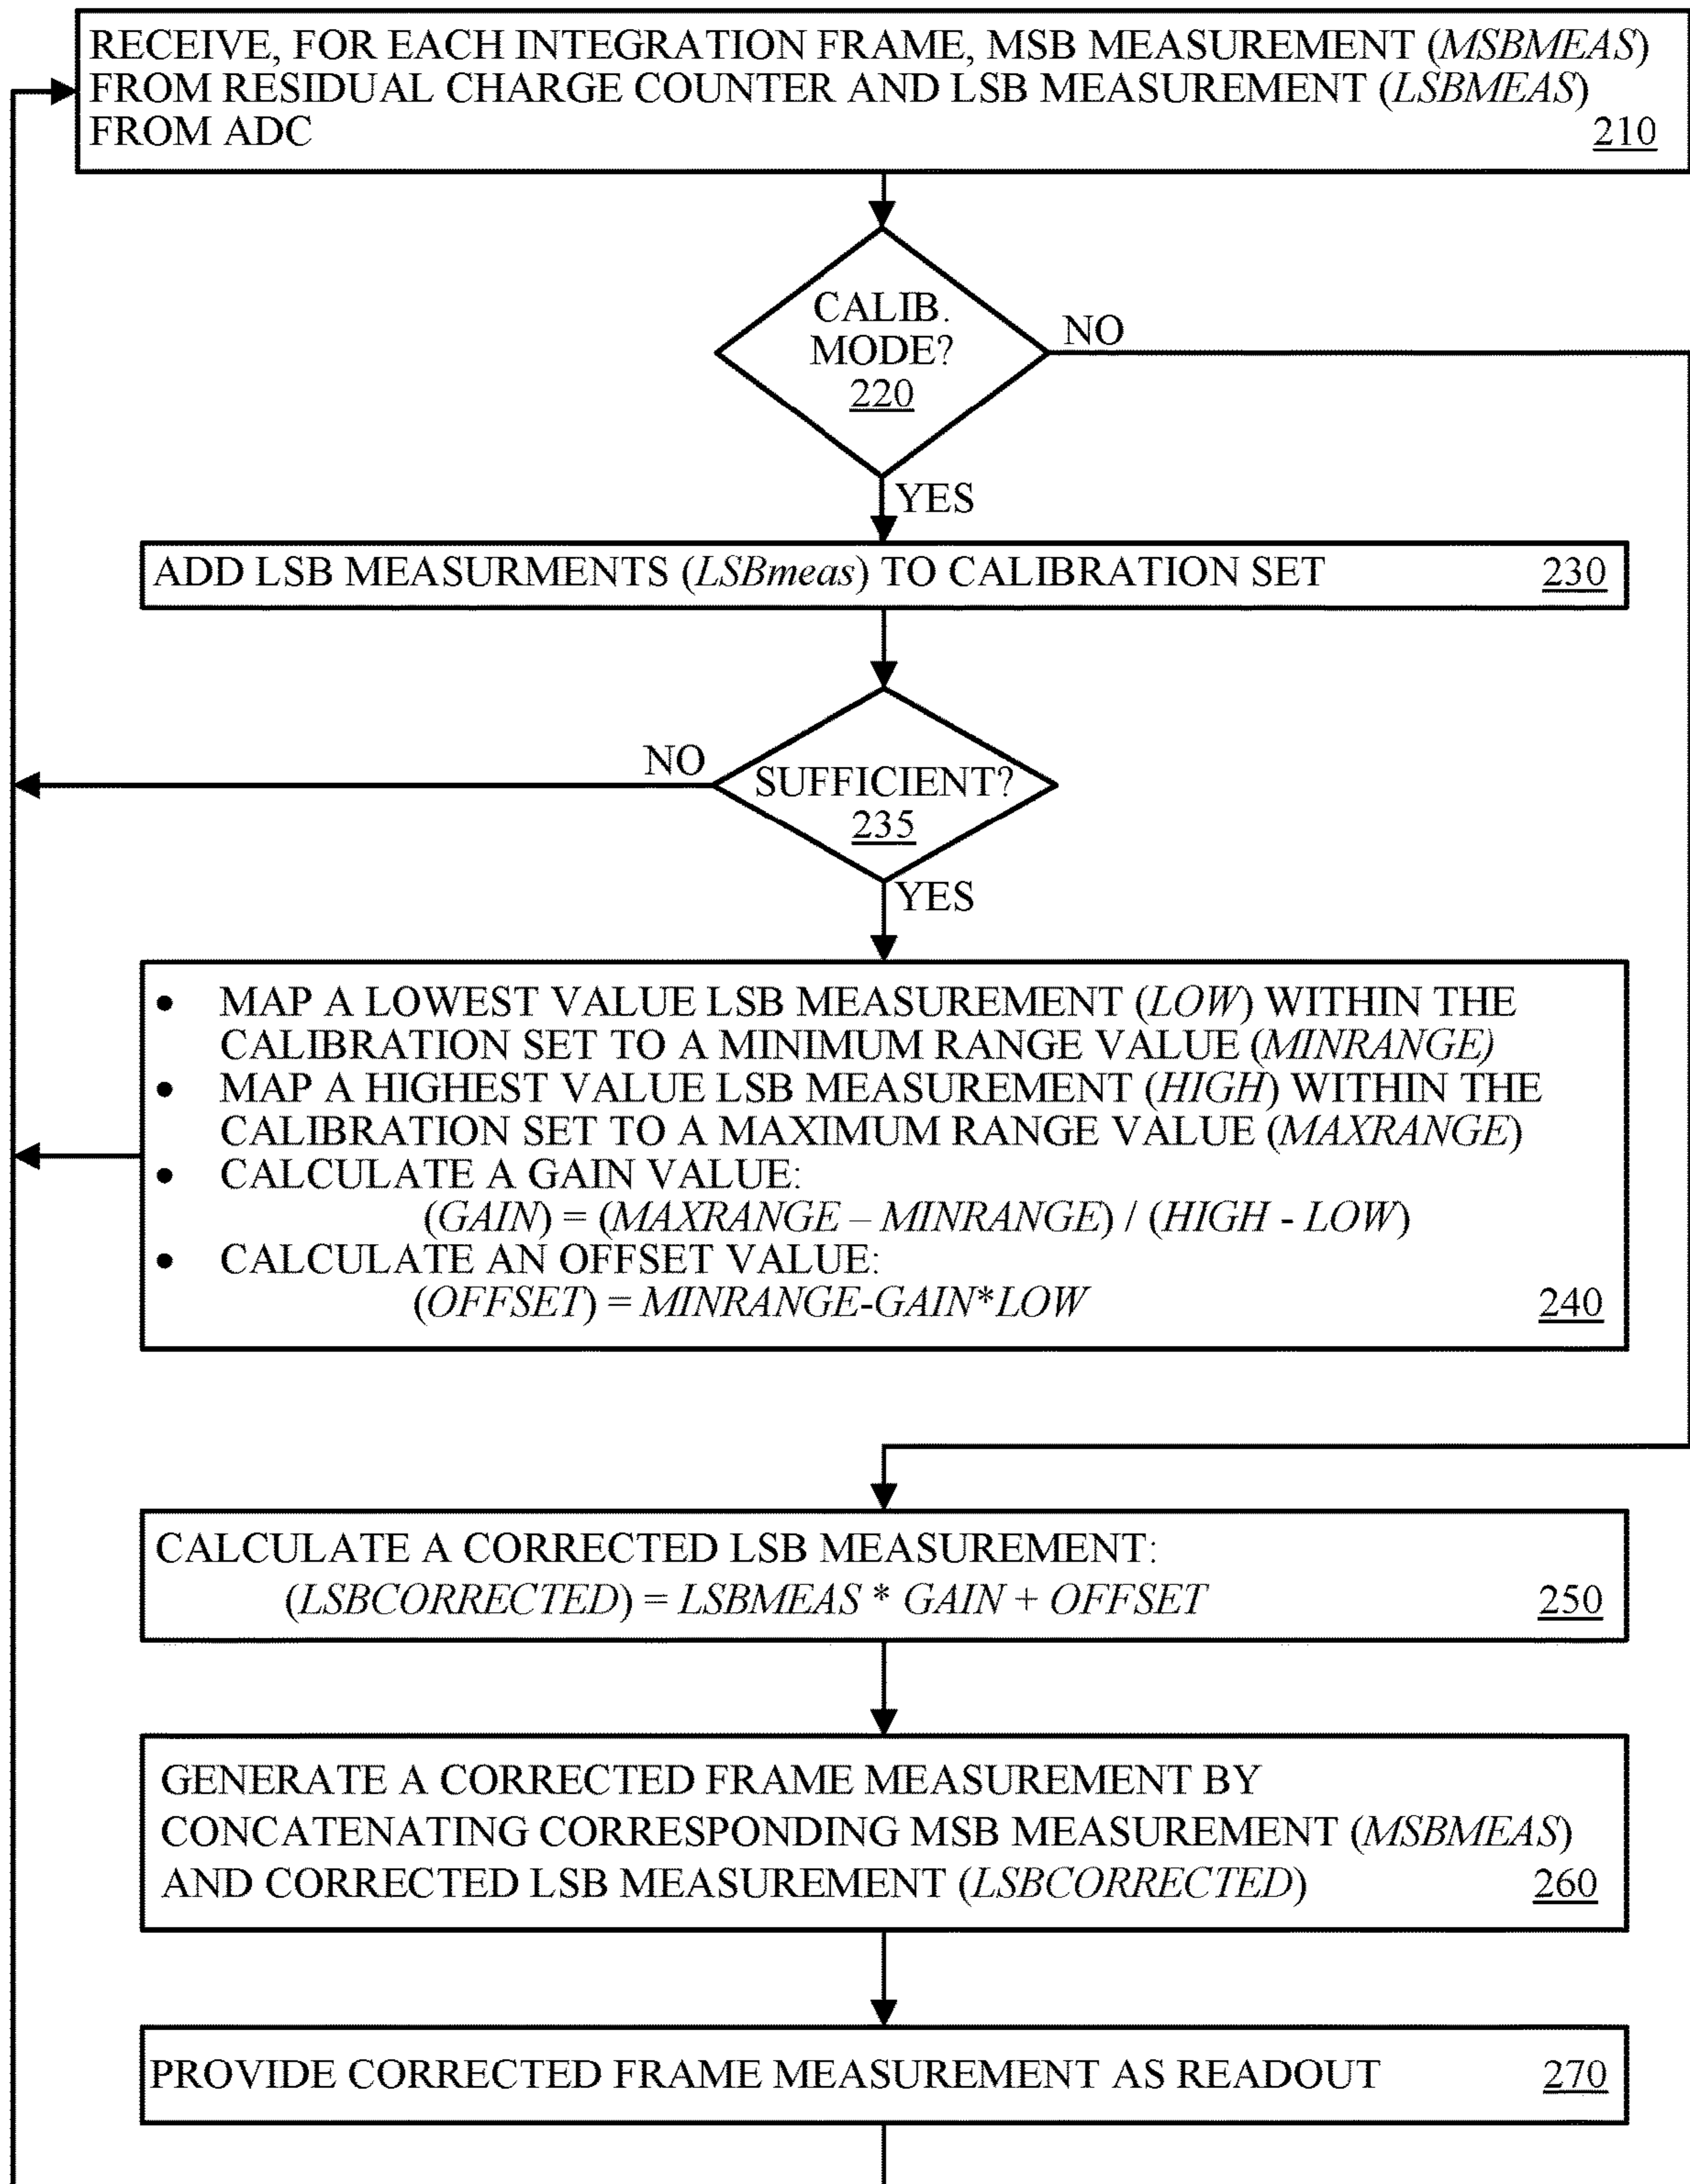 RECEIVE, FOR EACH INTEGRATION FRAME, MSB MEASUREMENT (MSBMEAS)
FROM RESIDUAL CHARGE COUNTER AND LSB MEASUREMENT (LSBMEAS)
FROM ADC 210
CALIB.
MODE?
220
NO
YES
ADD LSB MEASURMENTS (LSBmeas) TO CALIBRATION SET 230
NO
SUFFICIENT?
235
YES
• MAP A LOWEST VALUE LSB MEASUREMENT (LOW) WITHIN THE
CALIBRATION SET TO A MINIMUM RANGE VALUE (MINRANGE)
• MAP A HIGHEST VALUE LSB MEASUREMENT (HIGH) WITHIN THE
CALIBRATION SET TO A MAXIMUM RANGE VALUE (MAXRANGE)
• CALCULATE A GAIN VALUE:
(GAIN) = (MAXRANGE – MINRANGE) / (HIGH - LOW)
• CALCULATE AN OFFSET VALUE:
(OFFSET) = MINRANGE-GAIN*LOW 240
CALCULATE A CORRECTED LSB MEASUREMENT:
(LSBCORRECTED) = LSBMEAS * GAIN + OFFSET 250
GENERATE A CORRECTED FRAME MEASUREMENT BY
CONCATENATING CORRESPONDING MSB MEASUREMENT (MSBMEAS)
AND CORRECTED LSB MEASUREMENT (LSBCORRECTED) 260
PROVIDE CORRECTED FRAME MEASUREMENT AS READOUT 270